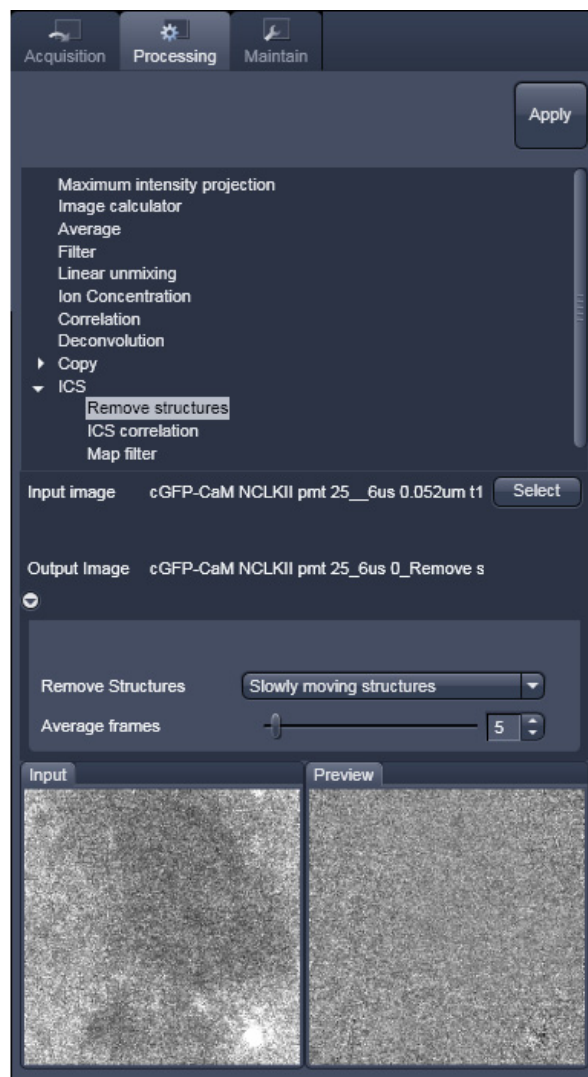 Acquisition Processing Maintain
Apply
Maximum intensity projection
Image calculator
Average
Filter
Linear unmixing
Ion Concentration
Correlation
Deconvolution
Copy
ICS
Remove structures
ICS correlation
Map filter
Input image cGFP-CaM NCLKII pmt 25__6us 0.052um t1 Select
Output Image cGFP-CaM NCLKII pmt 25_6us 0_Remove s
Remove Structures Slowly moving structures
Average frames 5
Input Preview